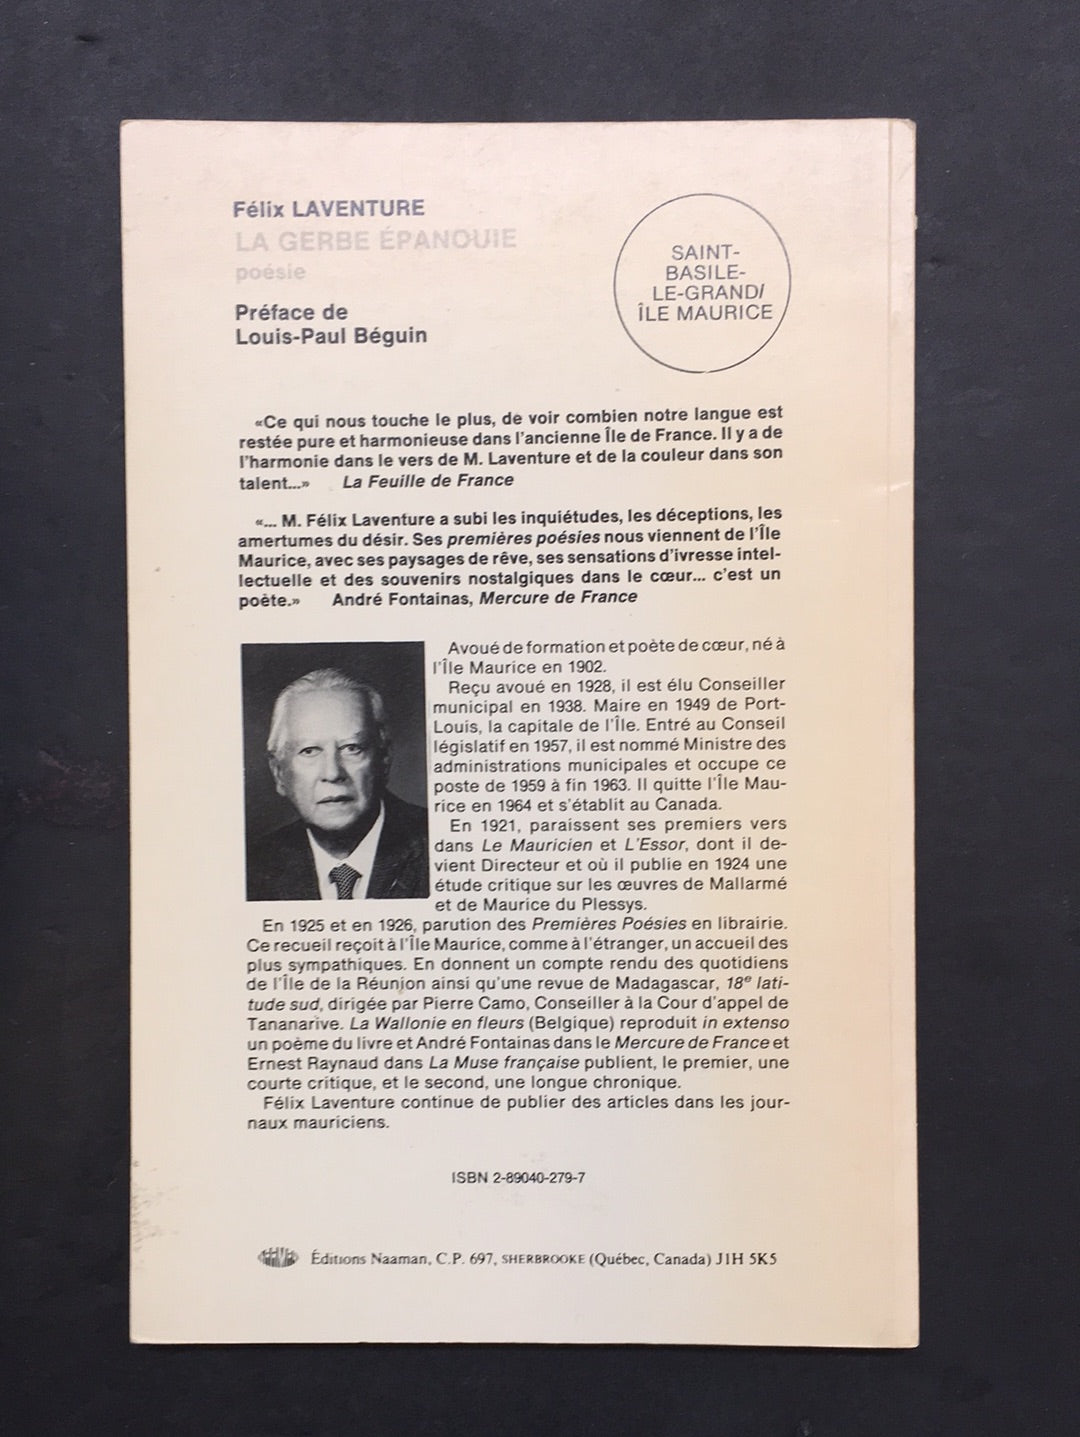 Félix LAVENTURE
LA GERBE ÉPANOUIE
poésie
Préface de
Louis-Paul Béguin
SAINT-
BASILE-
LE-GRAND/
ÎLE MAURICE
«Ce qui nous touche le plus, de voir combien notre langue est
restée pure et harmonieuse dans l'ancienne Île de France. Il y a de
l'harmonie dans le vers de M. Laventure et de la couleur dans son
talent...» La Feuille de France
«... M. Félix Laventure a subi les inquiétudes, les déceptions, les
amertumes du désir. Ses premières poésies nous viennent de l'Île
Maurice, avec ses paysages de rêve, ses sensations d'ivresse intel-
lectuelle et des souvenirs nostalgiques dans le cœur... c'est un
poète.» André Fontainas, Mercure de France
Avoué de formation et poète de cœur, né à
l'Île Maurice en 1902.
Reçu avoué en 1928, il est élu Conseiller
municipal en 1938. Maire en 1949 de Port-
Louis, la capitale de l'Île. Entré au Conseil
législatif en 1957, il est nommé Ministre des
administrations municipales et occupe ce
poste de 1959 à fin 1963. Il quitte l'Île Mau-
rice en 1964 et s'établit au Canada.
En 1921, paraissent ses premiers vers
dans Le Mauricien et L'Essor, dont il de-
vient Directeur et où il publie en 1924 une
étude critique sur les œuvres de Mallarmé
et de Maurice du Plessys.
En 1925 et en 1926, parution des Premières Poésies en librairie.
Ce recueil reçoit à l'Île Maurice, comme à l'étranger, un accueil des
plus sympathiques. En donnent un compte rendu des quotidiens
de l'Île de la Réunion ainsi qu'une revue de Madagascar, 18e lati-
tude sud, dirigée par Pierre Camo, Conseiller à la Cour d'appel de
Tananarive. La Wallonie en fleurs (Belgique) reproduit in extenso
un poème du livre et André Fontainas dans le Mercure de France et
Ernest Raynaud dans La Muse française publient, le premier, une
courte critique, et le second, une longue chronique.
Félix Laventure continue de publier des articles dans les jour-
naux mauriciens.
ISBN 2-89040-279-7
Éditions Naaman, C.P. 697, SHERBROOKE (Québec, Canada) J1H 5K5